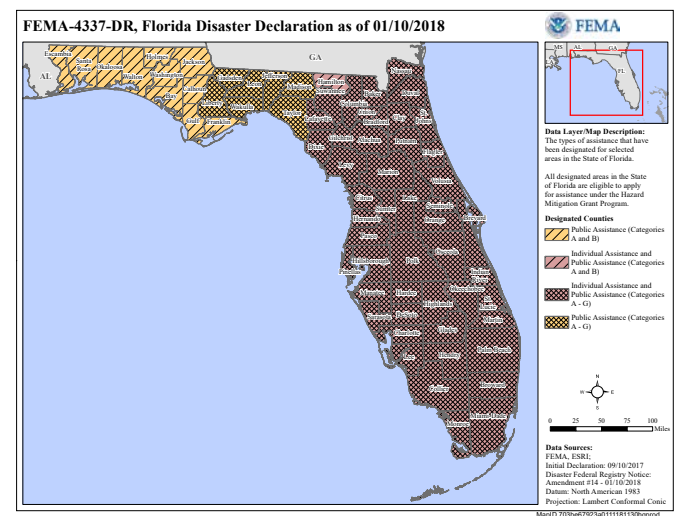 FEMA-4337-DR, Florida Disaster Declaration as of 01/10/2018
FEMA
Escambia
Santa
Rosa
Okaloosa
Holmes
Walton
Washington
Jackson
Bay
Calhoun
Gulf
Liberty
Franklin
Gadsden
Leon
Wakulla
Jefferson
Madison
Taylor
Hamilton
Suwannee
Lafayette
Dixie
Columbia
Baker
Union
Bradford
Nassau
Duval
Clay
St
Johns
Gilchrist
Alachua
Putnam
Flagler
Levy
Marion
Volusia
Citrus
Sumter
Lake
Seminole
Hernando
Orange
Brevard
Pasco
Osceola
Hillsborough
Polk
Indian
River
Pinellas
Okeechobee
Manatee
Hardee
St
Lucie
Highlands
Sarasota
DeSoto
Martin
Charlotte
Glades
Lee
Hendry
Palm Beach
Collier
Broward
Monroe
Miami-Dade
AL
GA
MS
AL
GA
LA
FL
Data Layer/Map Description:
The types of assistance that have
been designated for selected
areas in the State of Florida.
All designated areas in the State
of Florida are eligible to apply
for assistance under the Hazard
Mitigation Grant Program.
Designated Counties
Public Assistance (Categories
A and B)
Individual Assistance and
Public Assistance (Categories
A and B)
Individual Assistance and
Public Assistance (Categories
A - G)
Public Assistance (Categories
A - G)
N
W
E
S
0 25 50 75 100
Miles
Data Sources:
FEMA, ESRI;
Initial Declaration: 09/10/2017
Disaster Federal Registry Notice:
Amendment #14 - 01/10/2018
Datum: North American 1983
Projection: Lambert Conformal Conic